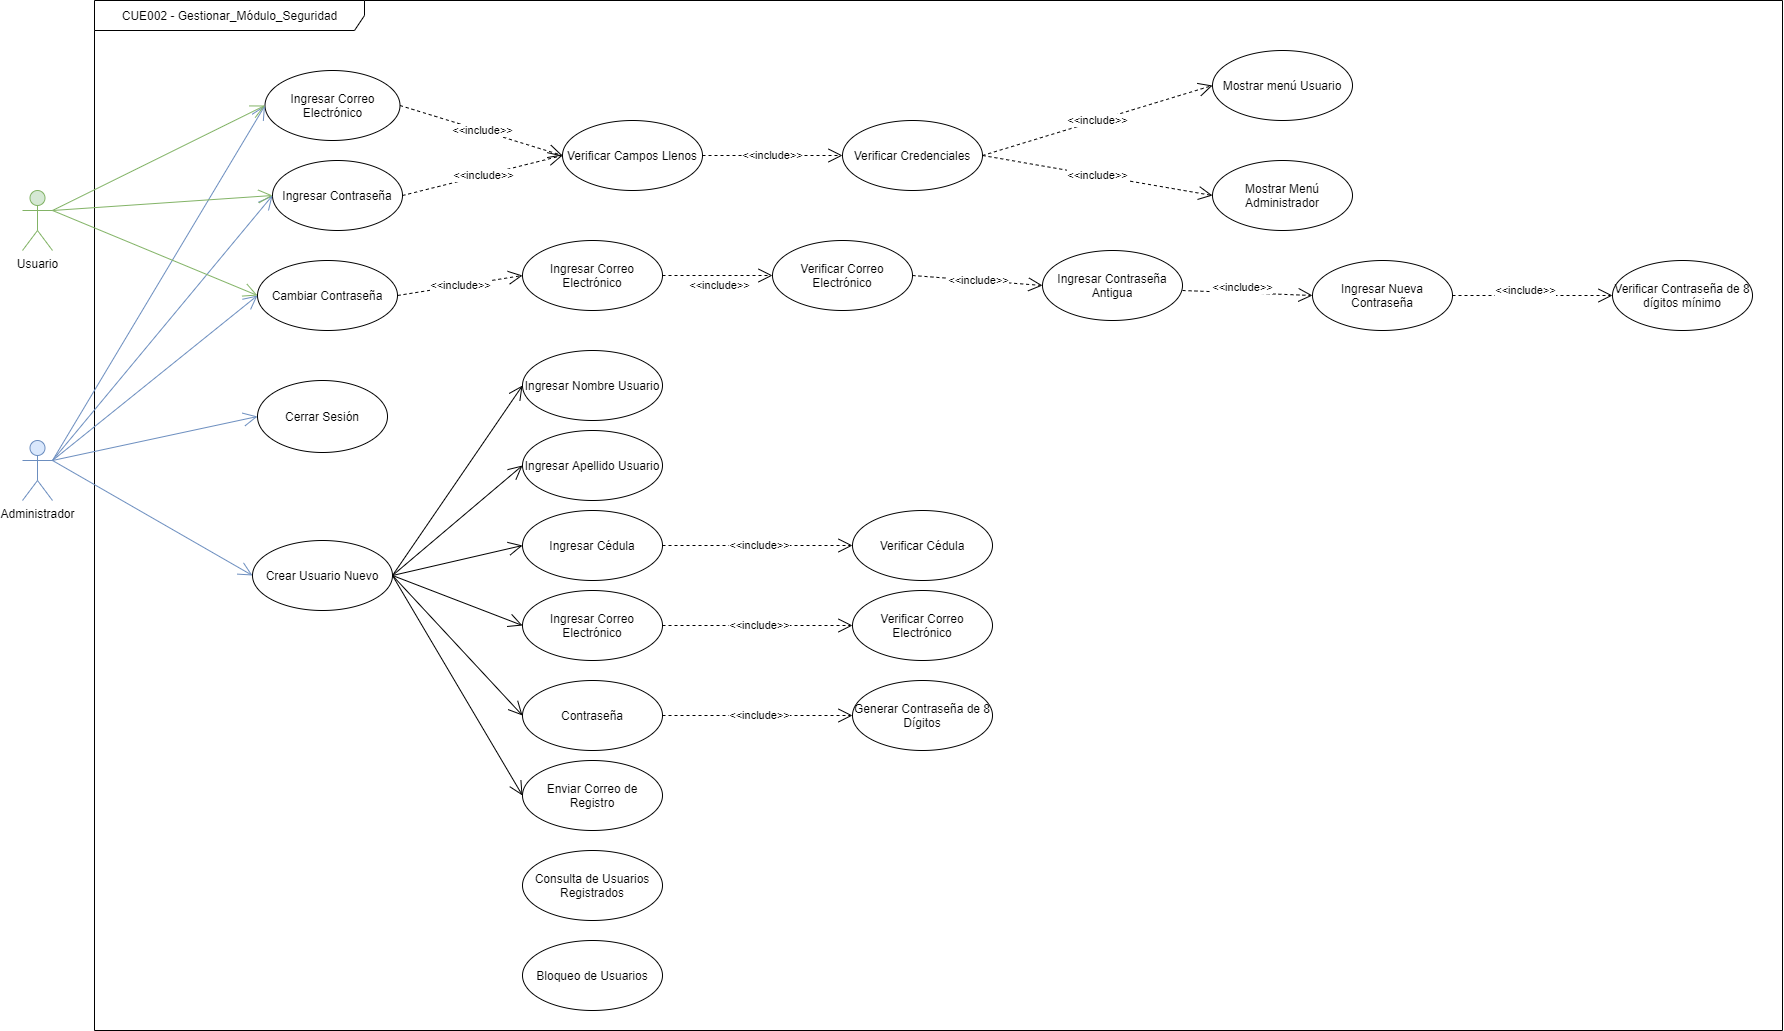 CUE002 - Gestionar_Módulo_Seguridad
Ingresar Correo
Electrónico
<<include>>
Ingresar Contraseña
<<include>>
Verificar Campos Llenos
<<include>>
Verificar Credenciales
<<include>>
Mostrar menú Usuario
<<include>>
Mostrar Menú
Administrador
Usuario
Cambiar Contraseña
<<include>>
Ingresar Correo
Electrónico
<<include>>
Verificar Correo
Electrónico
<<include>>
Ingresar Contraseña
Antigua
<<include>>
Ingresar Nueva
Contraseña
<<include>>
Verificar Contraseña de 8
dígitos mínimo
Cerrar Sesión
Administrador
Crear Usuario Nuevo
Ingresar Nombre Usuario
Ingresar Apellido Usuario
Ingresar Cédula
<<include>>
Verificar Cédula
Ingresar Correo
Electrónico
<<include>>
Verificar Correo
Electrónico
Contraseña
<<include>>
Generar Contraseña de 8
Dígitos
Enviar Correo de
Registro
Consulta de Usuarios
Registrados
Bloqueo de Usuarios